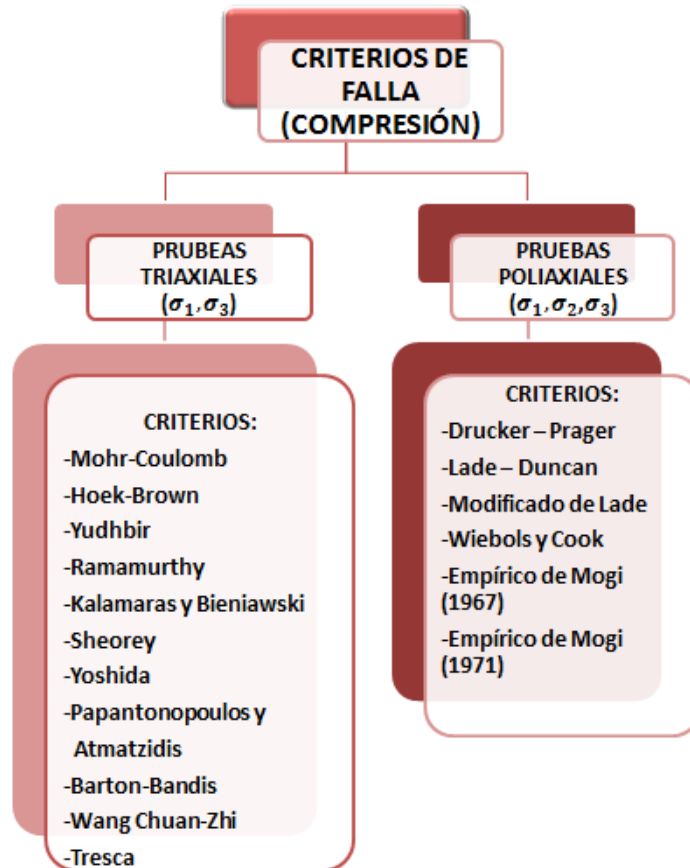 CRITERIOS DE
FALLA
(COMPRESIÓN)
PRUBEAS
TRIAXIALES
(σ₁,σ₃)
CRITERIOS:
-Mohr-Coulomb
-Hoek-Brown
-Yudhbir
-Ramamurthy
-Kalamaras y Bieniawski
-Sheorey
-Yoshida
-Papantonopoulos y
Atmatzidis
-Barton-Bandis
-Wang Chuan-Zhi
-Tresca
PRUEBAS
POLIAXIALES
(σ₁,σ₂,σ₃)
CRITERIOS:
-Drucker – Prager
-Lade – Duncan
-Modificado de Lade
-Wiebols y Cook
-Empírico de Mogi
(1967)
-Empírico de Mogi
(1971)